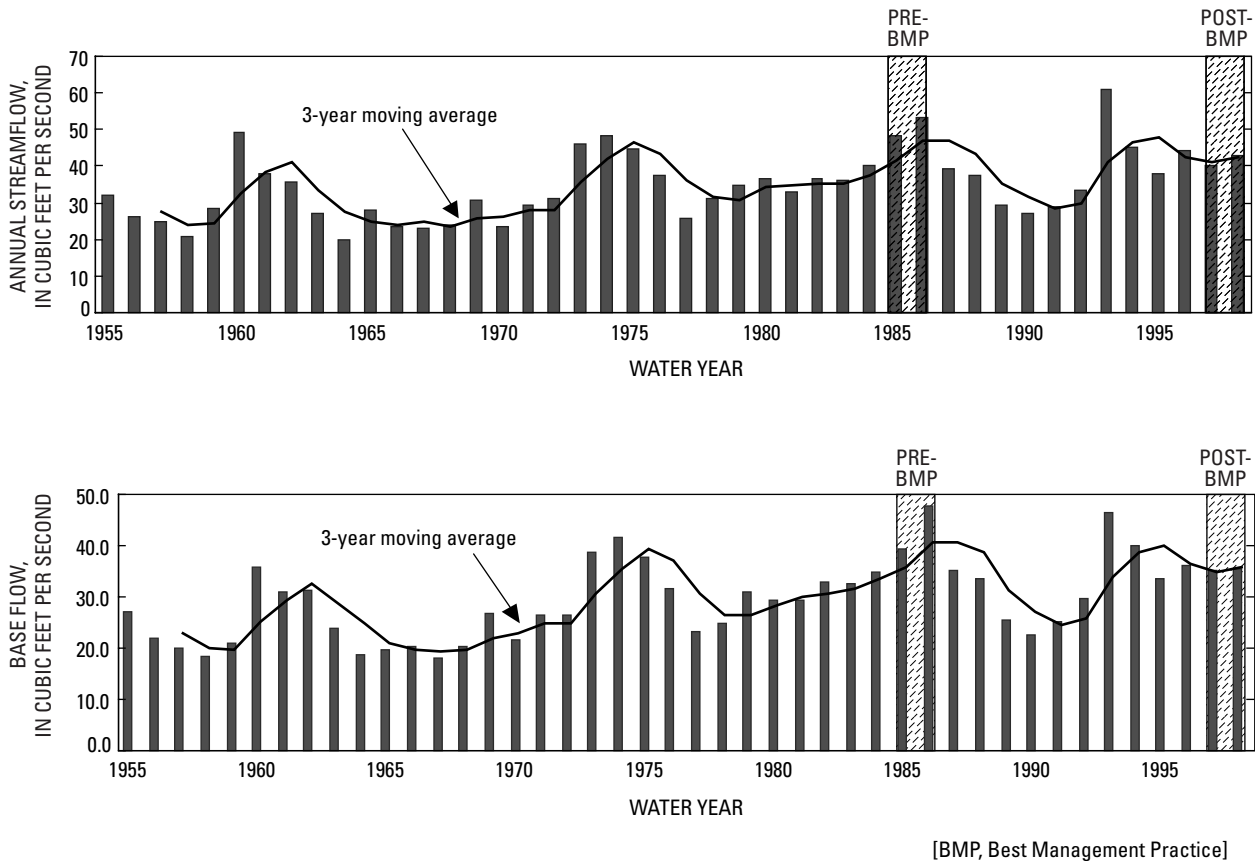 PRE-
BMP
POST-
BMP
ANNUAL STREAMFLOW,
IN CUBIC FEET PER SECOND
70
60
50
40
30
20
10
0
3-year moving average
1955 1960 1965 1970 1975 1980 1985 1990 1995
WATER YEAR
PRE-
BMP
POST-
BMP
BASE FLOW,
IN CUBIC FEET PER SECOND
50.0
40.0
30.0
20.0
10.0
0.0
3-year moving average
1955 1960 1965 1970 1975 1980 1985 1990 1995
WATER YEAR
[BMP, Best Management Practice]